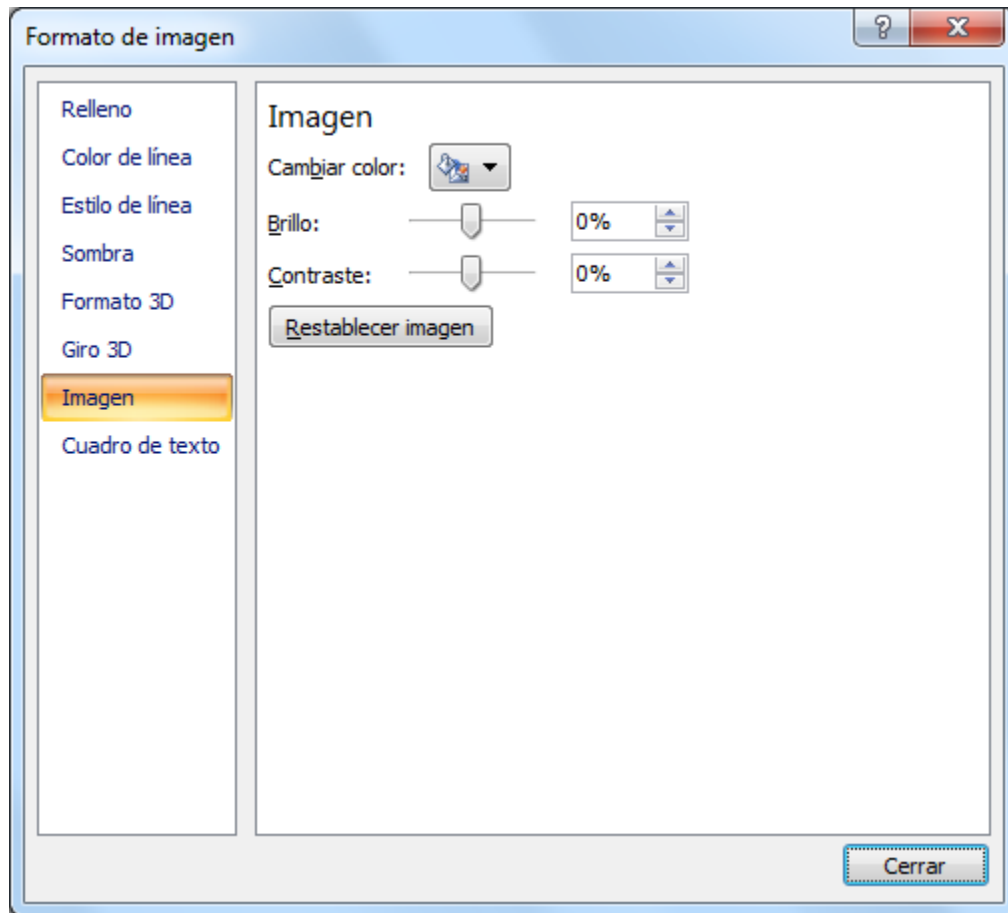 Formato de imagen
Relleno
Color de línea
Estilo de línea
Sombra
Formato 3D
Giro 3D
Imagen
Cuadro de texto
Imagen
Cambiar color:
Brillo: 0%
Contraste: 0%
Restablecer imagen
Cerrar